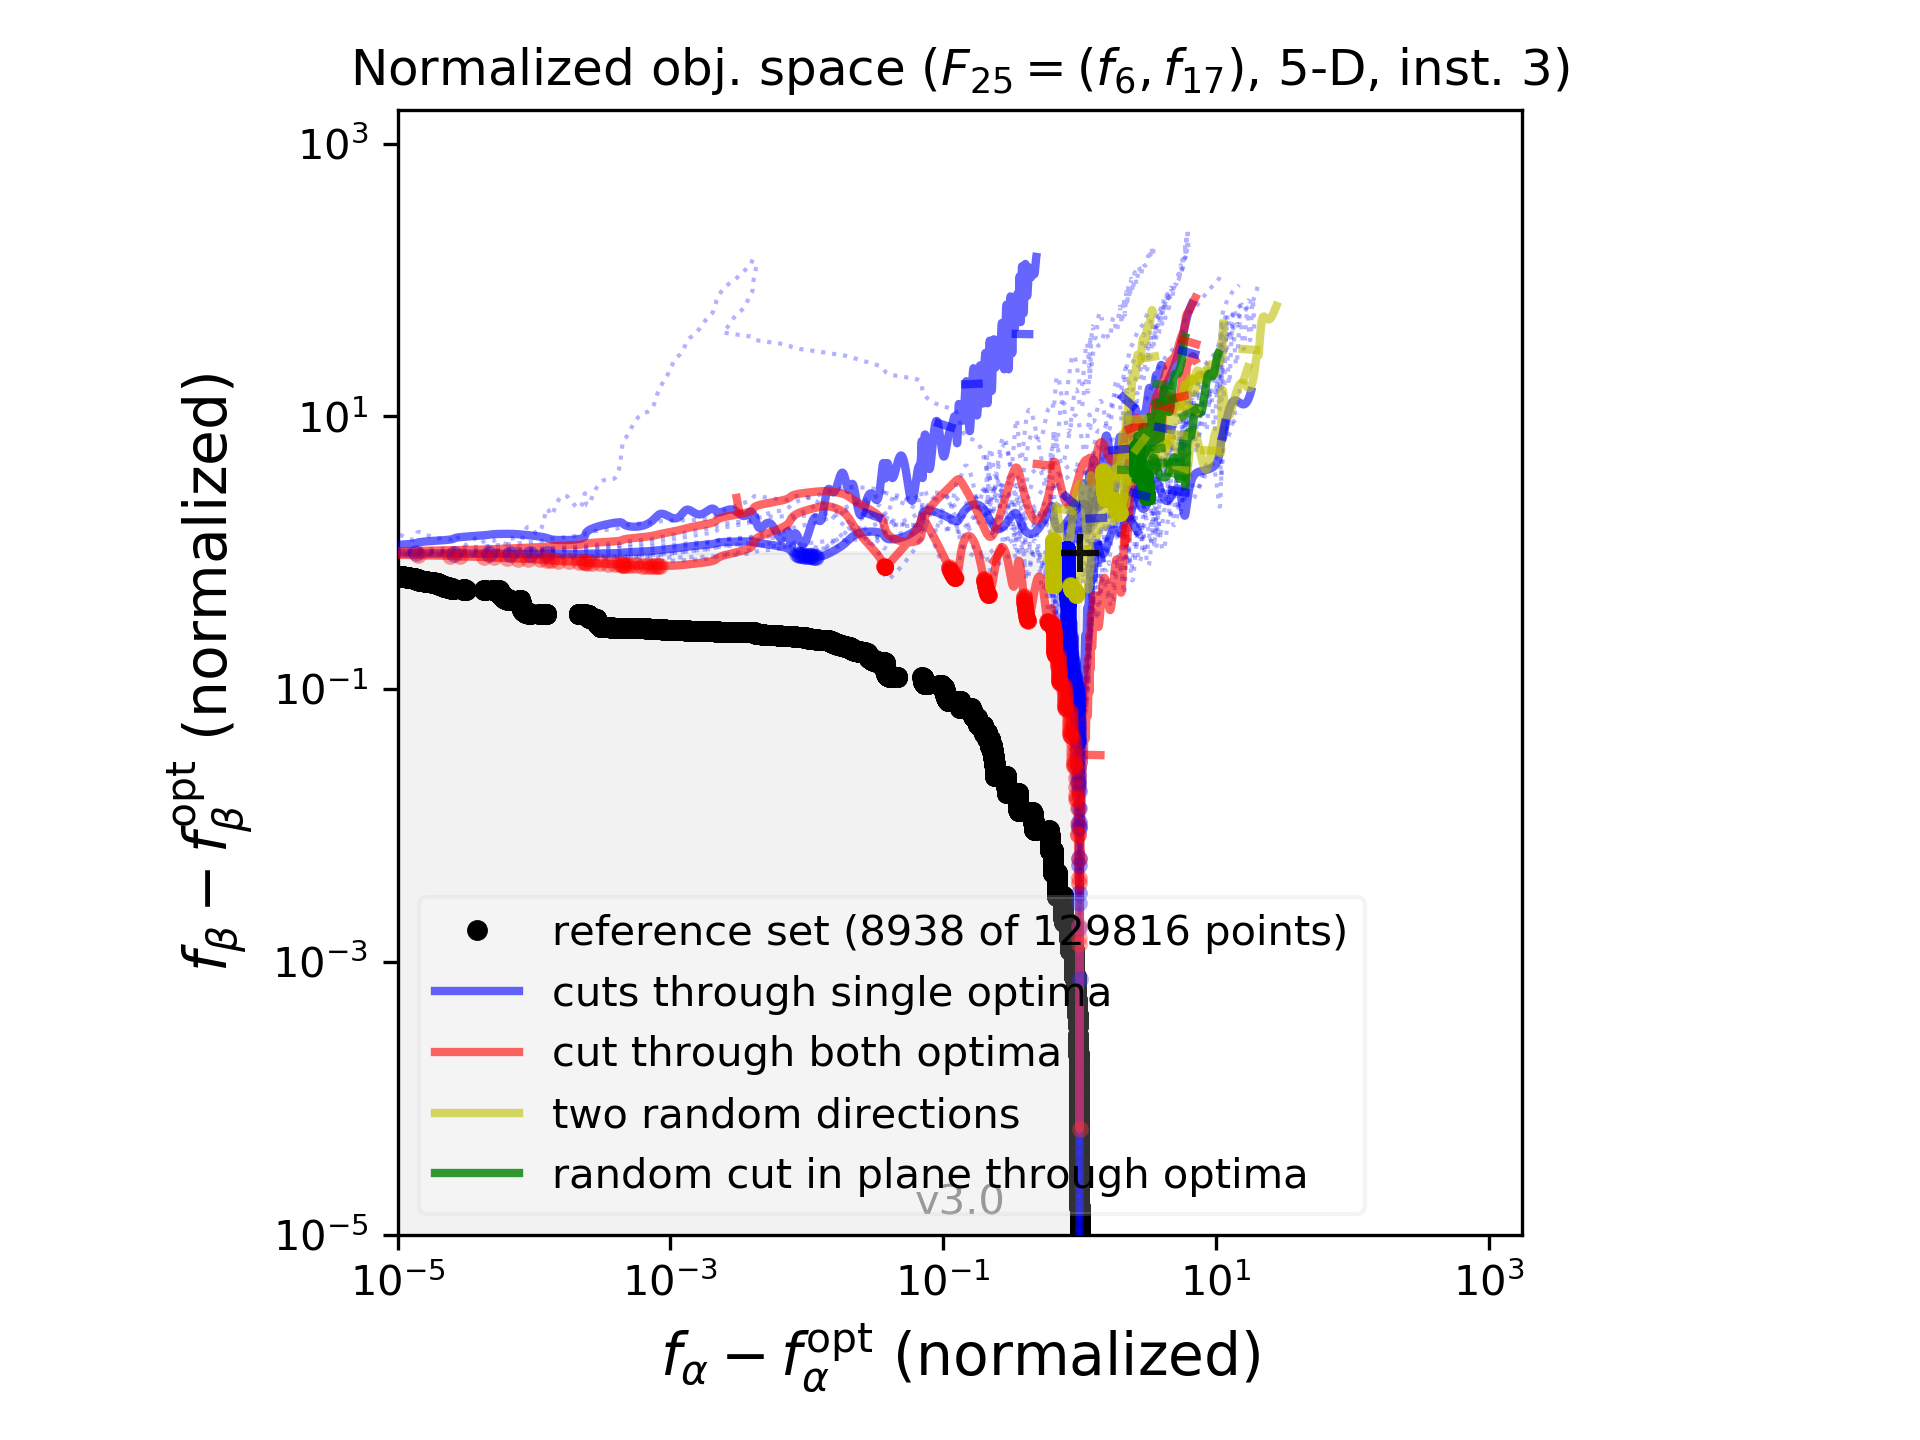 Normalized obj. space (F₂₅ = (f₆, f₁₇), 5-D, inst. 3)
10³
10¹
10⁻¹
10⁻³
10⁻⁵
f_β − f_β^opt (normalized)
reference set (8938 of 129816 points)
cuts through single optima
cut through both optima
two random directions
random cut in plane through optima
v3.0
10⁻⁵ 10⁻³ 10⁻¹ 10¹ 10³
f_α − f_α^opt (normalized)